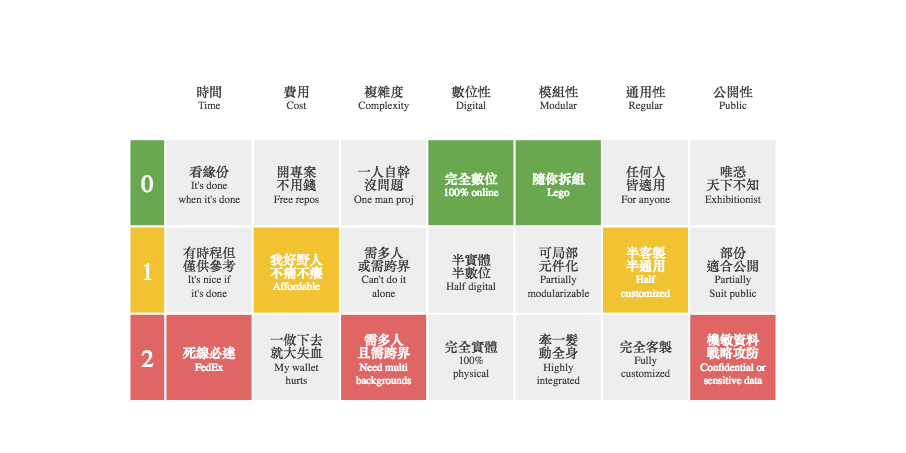 時間
Time
費用
Cost
複雜度
Complexity
數位性
Digital
模組性
Modular
通用性
Regular
公開性
Public
0
看緣份
It's done
when it's done
開專案
不用錢
Free repos
一人自幹
沒問題
One man proj
完全數位
100% online
隨你拆組
Lego
任何人
皆適用
For anyone
唯恐
天下不知
Exhibitionist
1
有時程但
僅供參考
It's nice if
it's done
我好野人
不痛不癢
Affordable
需多人
或需跨界
Can't do it
alone
半實體
半數位
Half digital
可局部
元件化
Partially
modularizable
半客製
半通用
Half
customized
部份
適合公開
Partially
Suit public
2
死線必達
FedEx
一做下去
就大失血
My wallet
hurts
需多人
且需跨界
Need multi
backgrounds
完全實體
100%
physical
牽一髮
動全身
Highly
integrated
完全客製
Fully
customized
機敏資料
戰略攻防
Confidential or
sensitive data